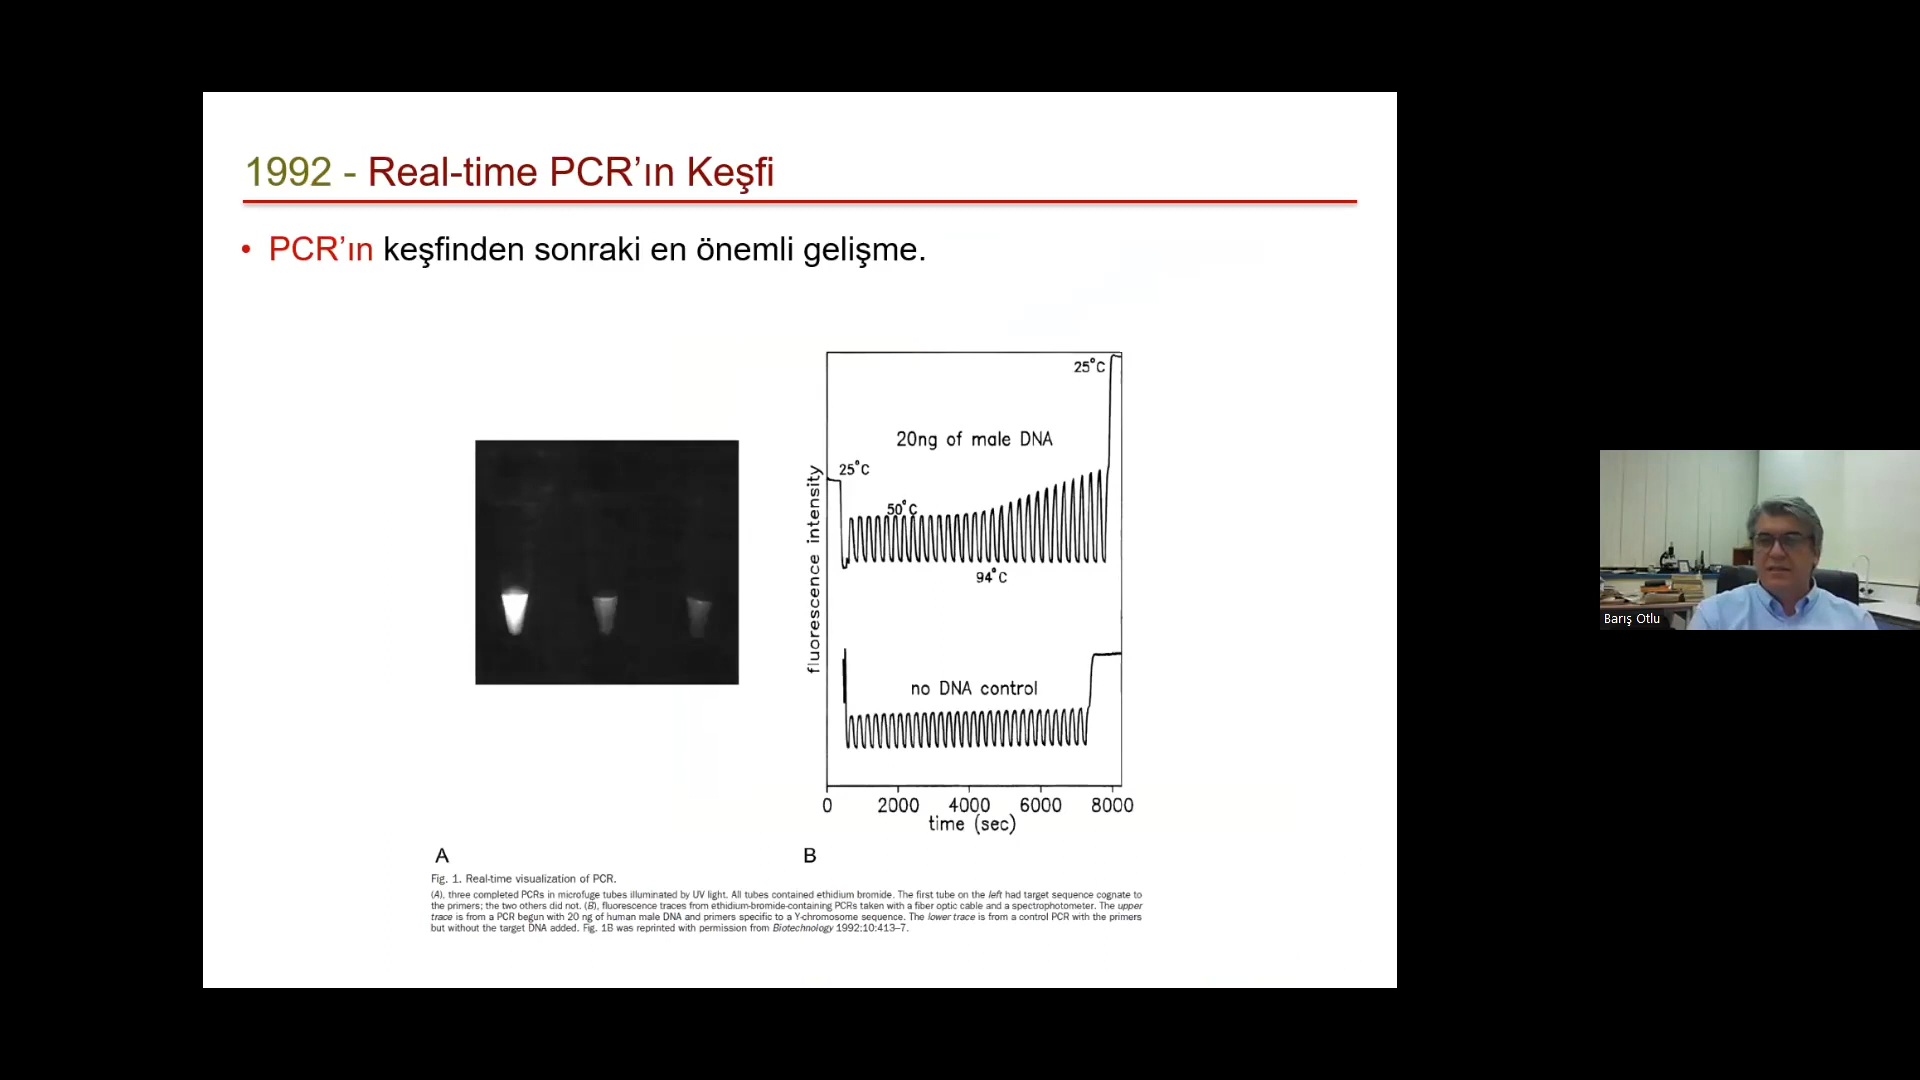 1992 - Real-time PCR’ın Keşfi
• PCR’ın keşfinden sonraki en önemli gelişme.
25°C
20ng of male DNA
25°C
50°C
94°C
no DNA control
fluorescence intensity
0 2000 4000 6000 8000
time (sec)
A B
Fig. 1. Real-time visualization of PCR.
(A), three completed PCRs in microfuge tubes illuminated by UV light. All tubes contained ethidium bromide. The first tube on the left had target sequence cognate to
the primers; the two others did not. (B), fluorescence traces from ethidium-bromide-containing PCRs taken with a fiber optic cable and a spectrophotometer. The upper
trace is from a PCR begun with 20 ng of human male DNA and primers specific to a Y-chromosome sequence. The lower trace is from a control PCR with the primers
but without the target DNA added. Fig. 1B was reprinted with permission from Biotechnology 1992;10:413–7.
Barış Otlu